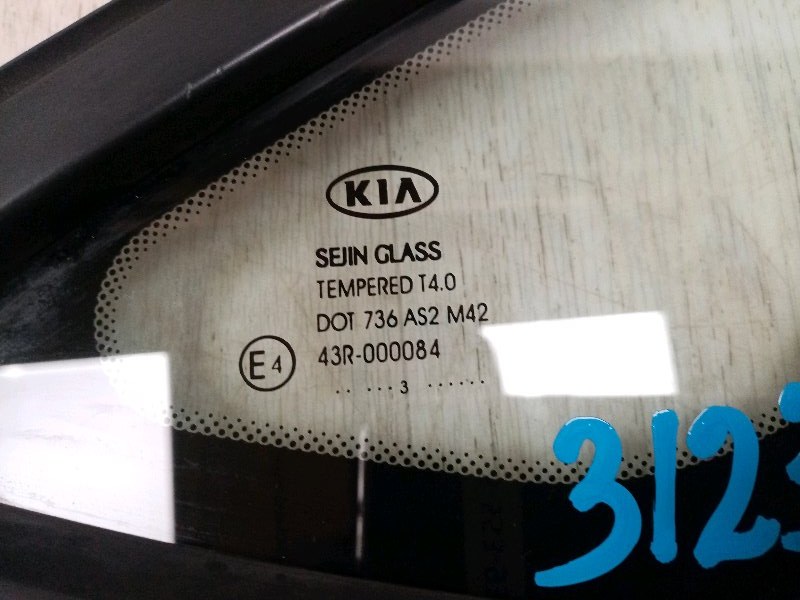 KIA
SEJIN GLASS
TEMPERED T4.0
DOT 736 AS2 M42
E4 43R-000084
.. ... 3 ......
312